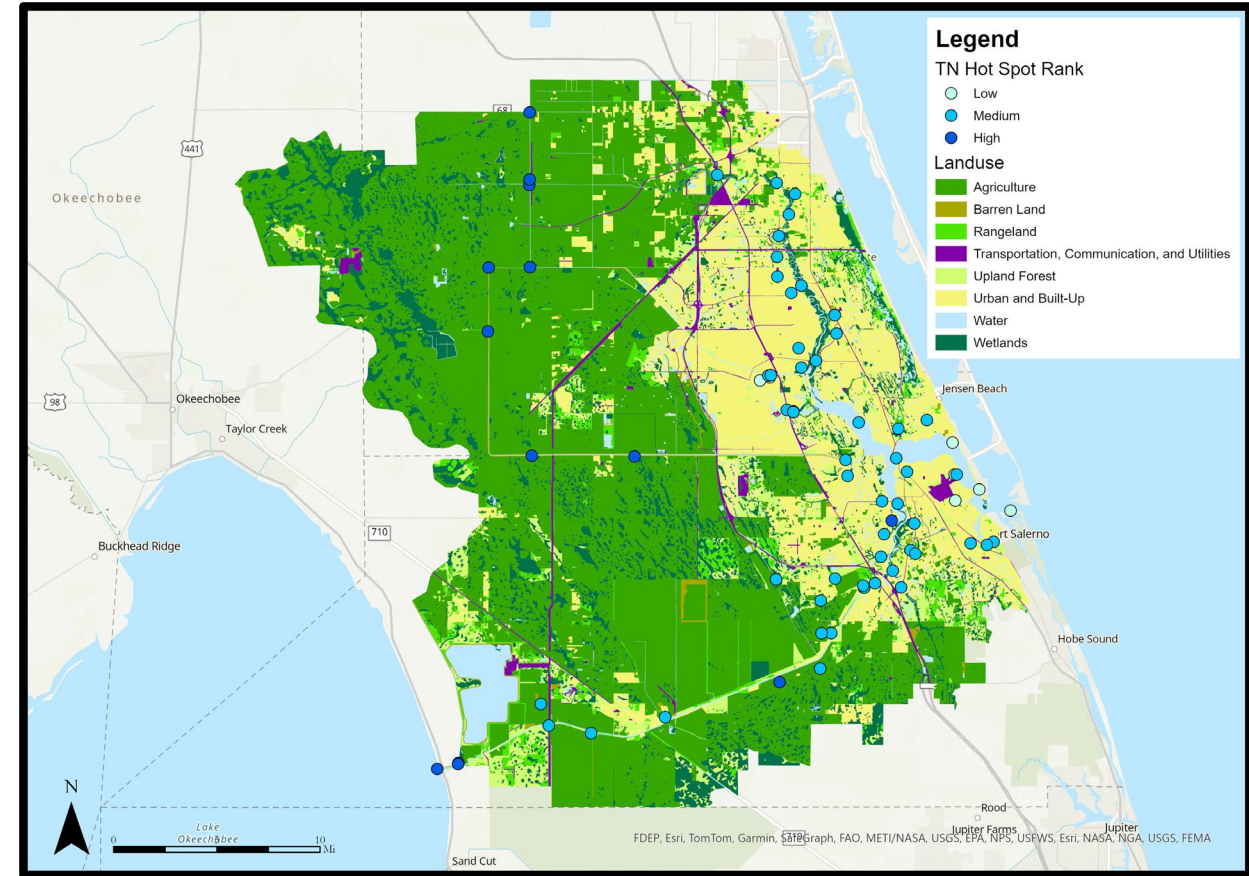 Legend
TN Hot Spot Rank
Low
Medium
High
Landuse
Agriculture
Barren Land
Rangeland
Transportation, Communication, and Utilities
Upland Forest
Urban and Built-Up
Water
Wetlands
68
441
Okeechobee
98
Okeechobee
Taylor Creek
Jensen Beach
710
Buckhead Ridge
rt Salerno
Hobe Sound
N
Lake
Okeechobee
0 5 10
Mi
Sand Cut
Rood
Jupiter Farms
Jupiter
FDEP, Esri, TomTom, Garmin, SafeGraph, FAO, METI/NASA, USGS, EPA, NPS, USFWS, Esri, NASA, NGA, USGS, FEMA